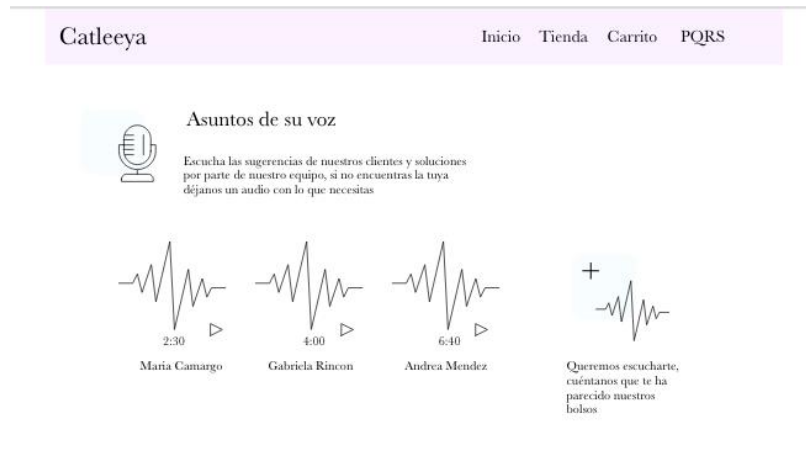 Catleeya
Inicio Tienda Carrito PQRS
Asuntos de su voz
Escucha las sugerencias de nuestros clientes y soluciones
por parte de nuestro equipo, si no encuentras la tuya
déjanos un audio con lo que necesitas
2:30
4:00
6:40
Maria Camargo
Gabriela Rincon
Andrea Mendez
Queremos escucharte,
cuéntanos que te ha
parecido nuestros
bolsos